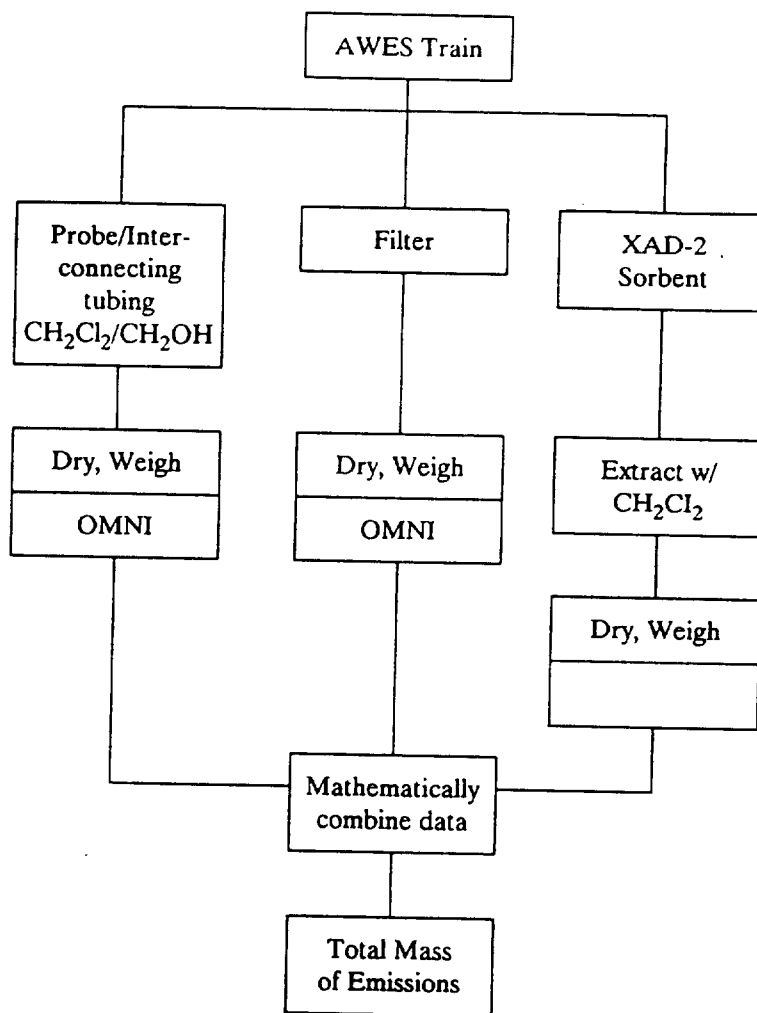 AWES Train
Probe/Inter-
connecting
tubing
CH₂Cl₂/CH₂OH
Filter
XAD-2
Sorbent
Dry, Weigh
OMNI
Dry, Weigh
OMNI
Extract w/
CH₂Cl₂
Dry, Weigh
Mathematically
combine data
Total Mass
of Emissions